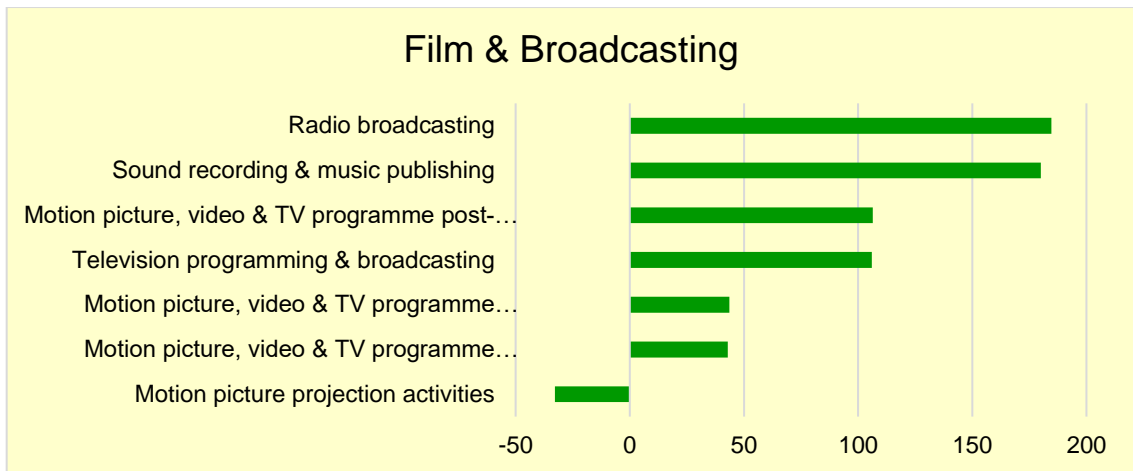 Film & Broadcasting
Radio broadcasting
Sound recording & music publishing
Motion picture, video & TV programme post-…
Television programming & broadcasting
Motion picture, video & TV programme…
Motion picture, video & TV programme…
Motion picture projection activities
-50 0 50 100 150 200